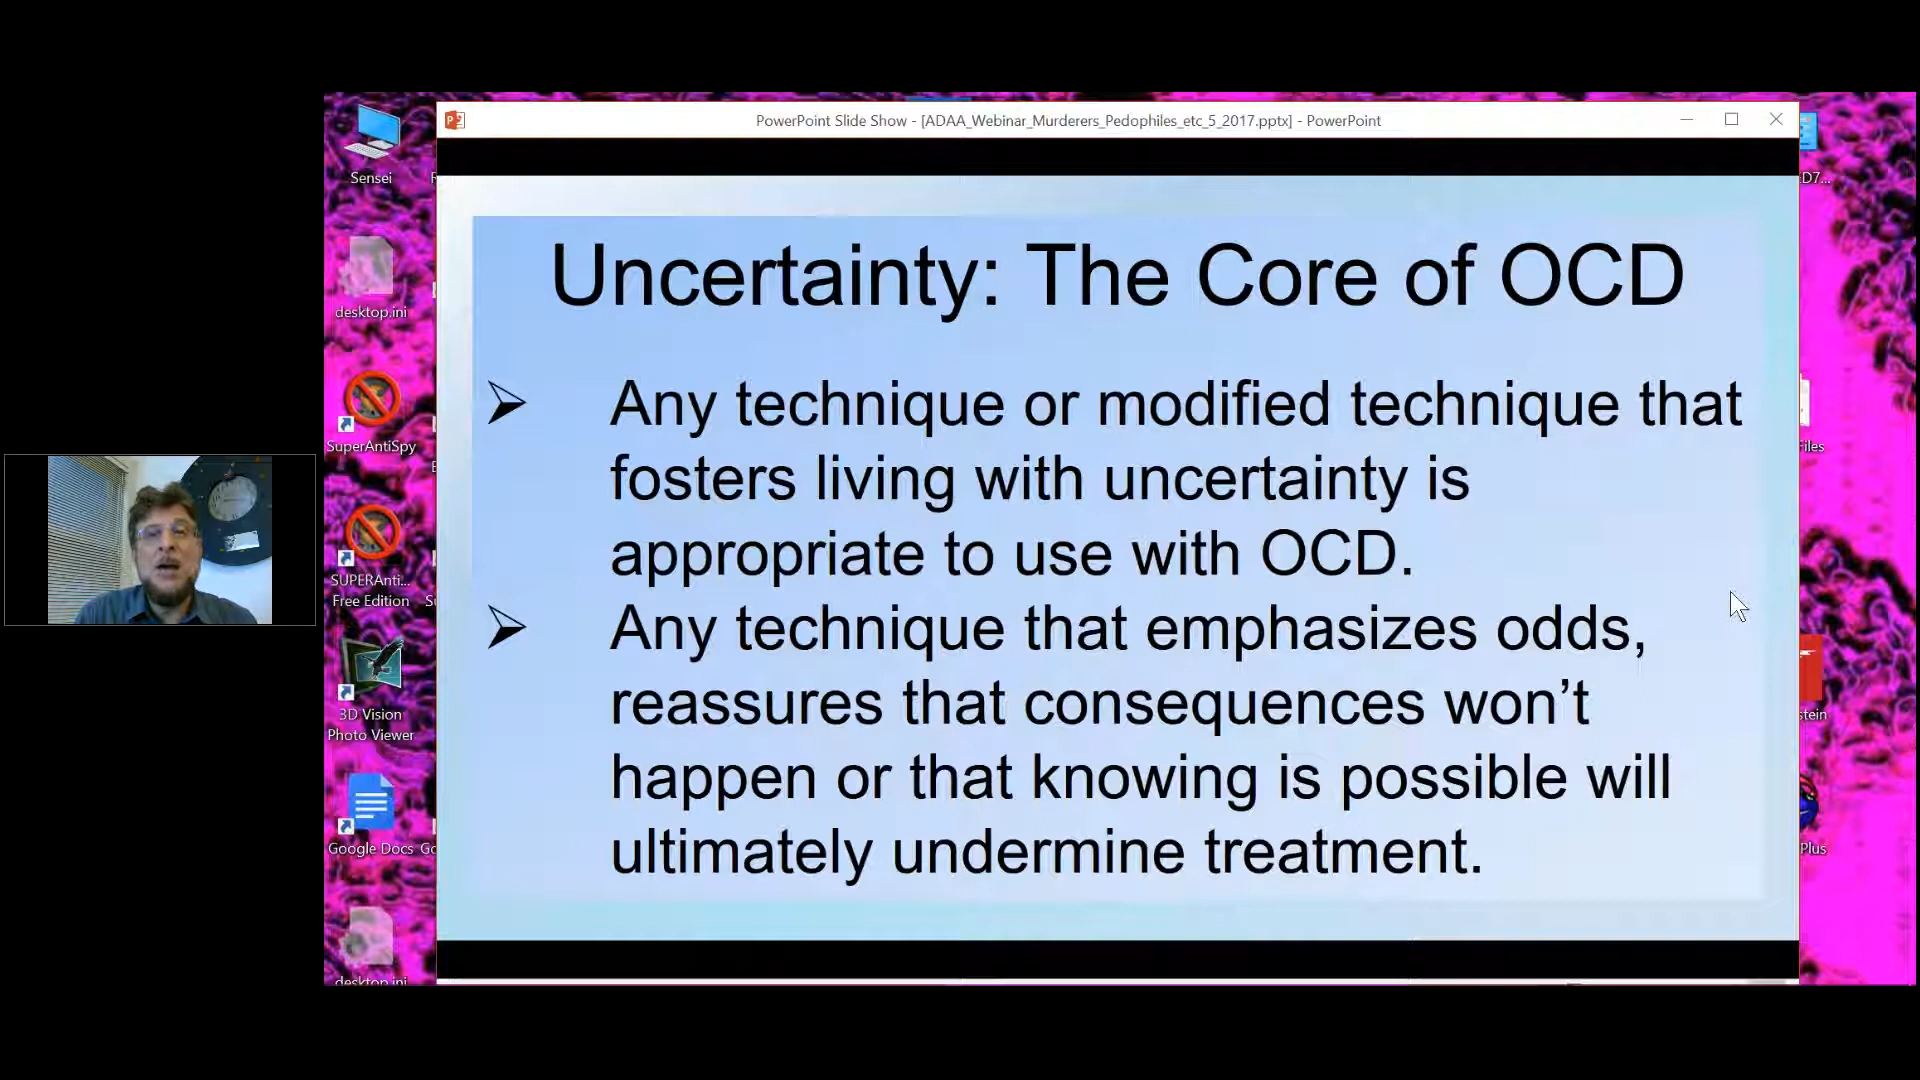 PowerPoint Slide Show - [ADAA_Webinar_Murderers_Pedophiles_etc_5_2017.pptx] - PowerPoint
Sensei
desktop.ini
SuperAntiSpy
SUPERAnti...
Free Edition
3D Vision
Photo Viewer
Google Docs
desktop.ini
Uncertainty: The Core of OCD
Any technique or modified technique that
fosters living with uncertainty is
appropriate to use with OCD.
Any technique that emphasizes odds,
reassures that consequences won’t
happen or that knowing is possible will
ultimately undermine treatment.
D7...
Files
stein
Plus